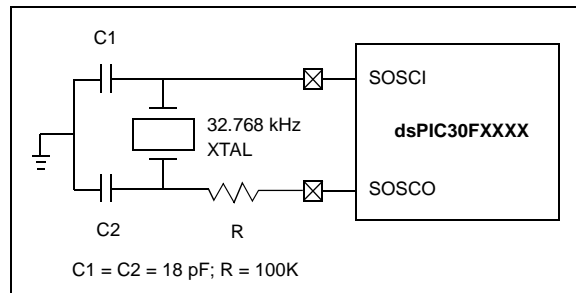 C1
SOSCI
32.768 kHz
XTAL
dsPIC30FXXXX
SOSCO
C2
R
C1 = C2 = 18 pF; R = 100K